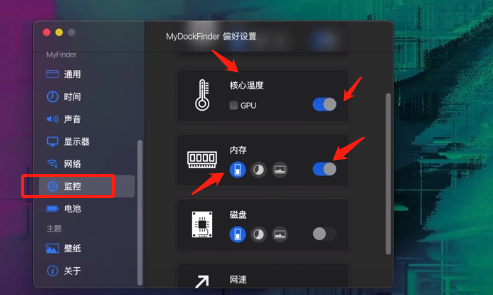 MyDockFinder 偏好设置
MyFinder
通用
时间
声音
显示器
网络
监控
电池
主题
壁纸
关于
核心温度
GPU
内存
磁盘
网速